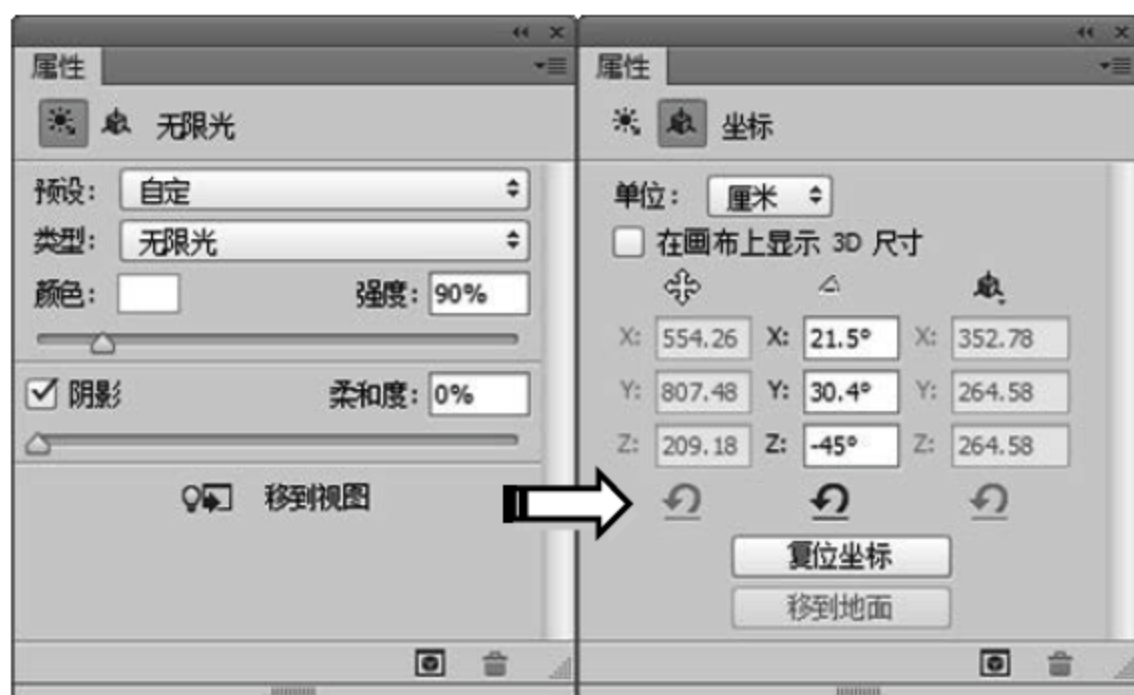 属性
无限光
预设: 自定
类型: 无限光
颜色: 强度: 90%
阴影 柔和度: 0%
移到视图
属性
坐标
单位: 厘米
在画布上显示 3D 尺寸
X: 554.26 X: 21.5° X: 352.78
Y: 807.48 Y: 30.4° Y: 264.58
Z: 209.18 Z: -45° Z: 264.58
复位坐标
移到地面